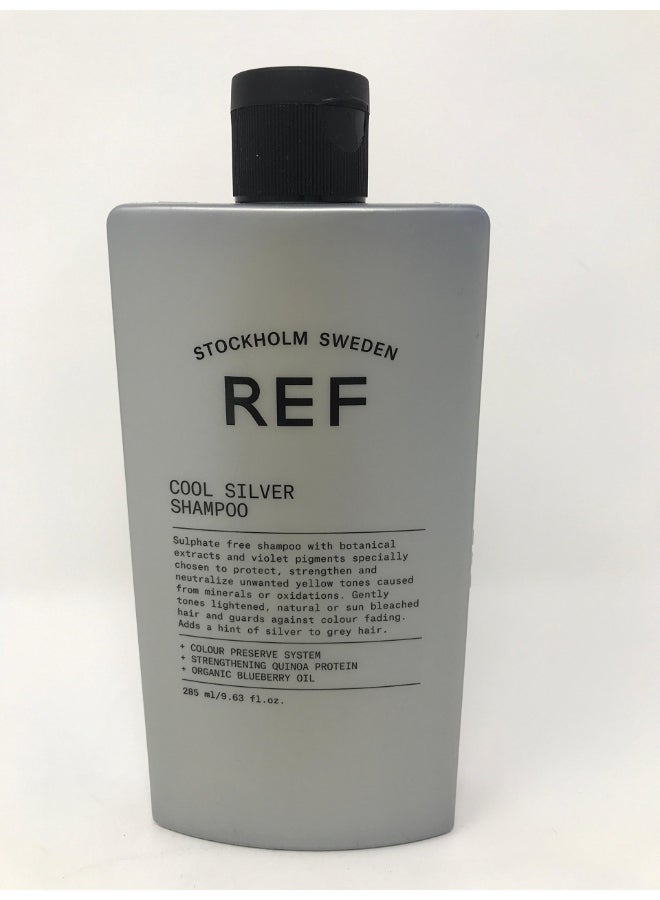 STOCKHOLM SWEDEN
REF
COOL SILVER
SHAMPOO
Sulphate free shampoo with botanical
extracts and violet pigments specially
chosen to protect, strengthen and
neutralize unwanted yellow tones caused
from minerals or oxidations. Gently
tones lightened, natural or sun bleached
hair and guards against colour fading.
Adds a hint of silver to grey hair.
+ COLOUR PRESERVE SYSTEM
+ STRENGTHENING QUINOA PROTEIN
+ ORGANIC BLUEBERRY OIL
285 ml/9.63 fl.oz.